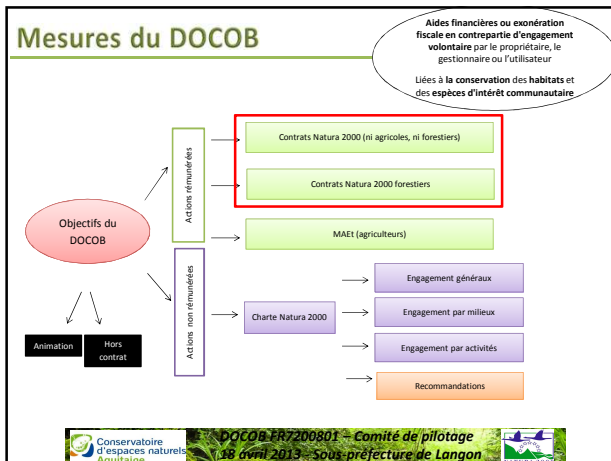 Mesures du DOCOB
Aides financières ou exonération
fiscale en contrepartie d'engagement
volontaire par le propriétaire, le
gestionnaire ou l'utilisateur
Liées à la conservation des habitats et
des espèces d'intérêt communautaire
Objectifs du
DOCOB
Actions rémunérées
Contrats Natura 2000 (ni agricoles, ni forestiers)
Contrats Natura 2000 forestiers
MAEt (agriculteurs)
Actions non rémunérées
Charte Natura 2000
Engagement généraux
Engagement par milieux
Engagement par activités
Recommandations
Animation
Hors
contrat
Conservatoire
d'espaces naturels
Aquitaine
DOCOB FR7200801 – Comité de pilotage
18 avril 2013 - Sous-préfecture de Langon